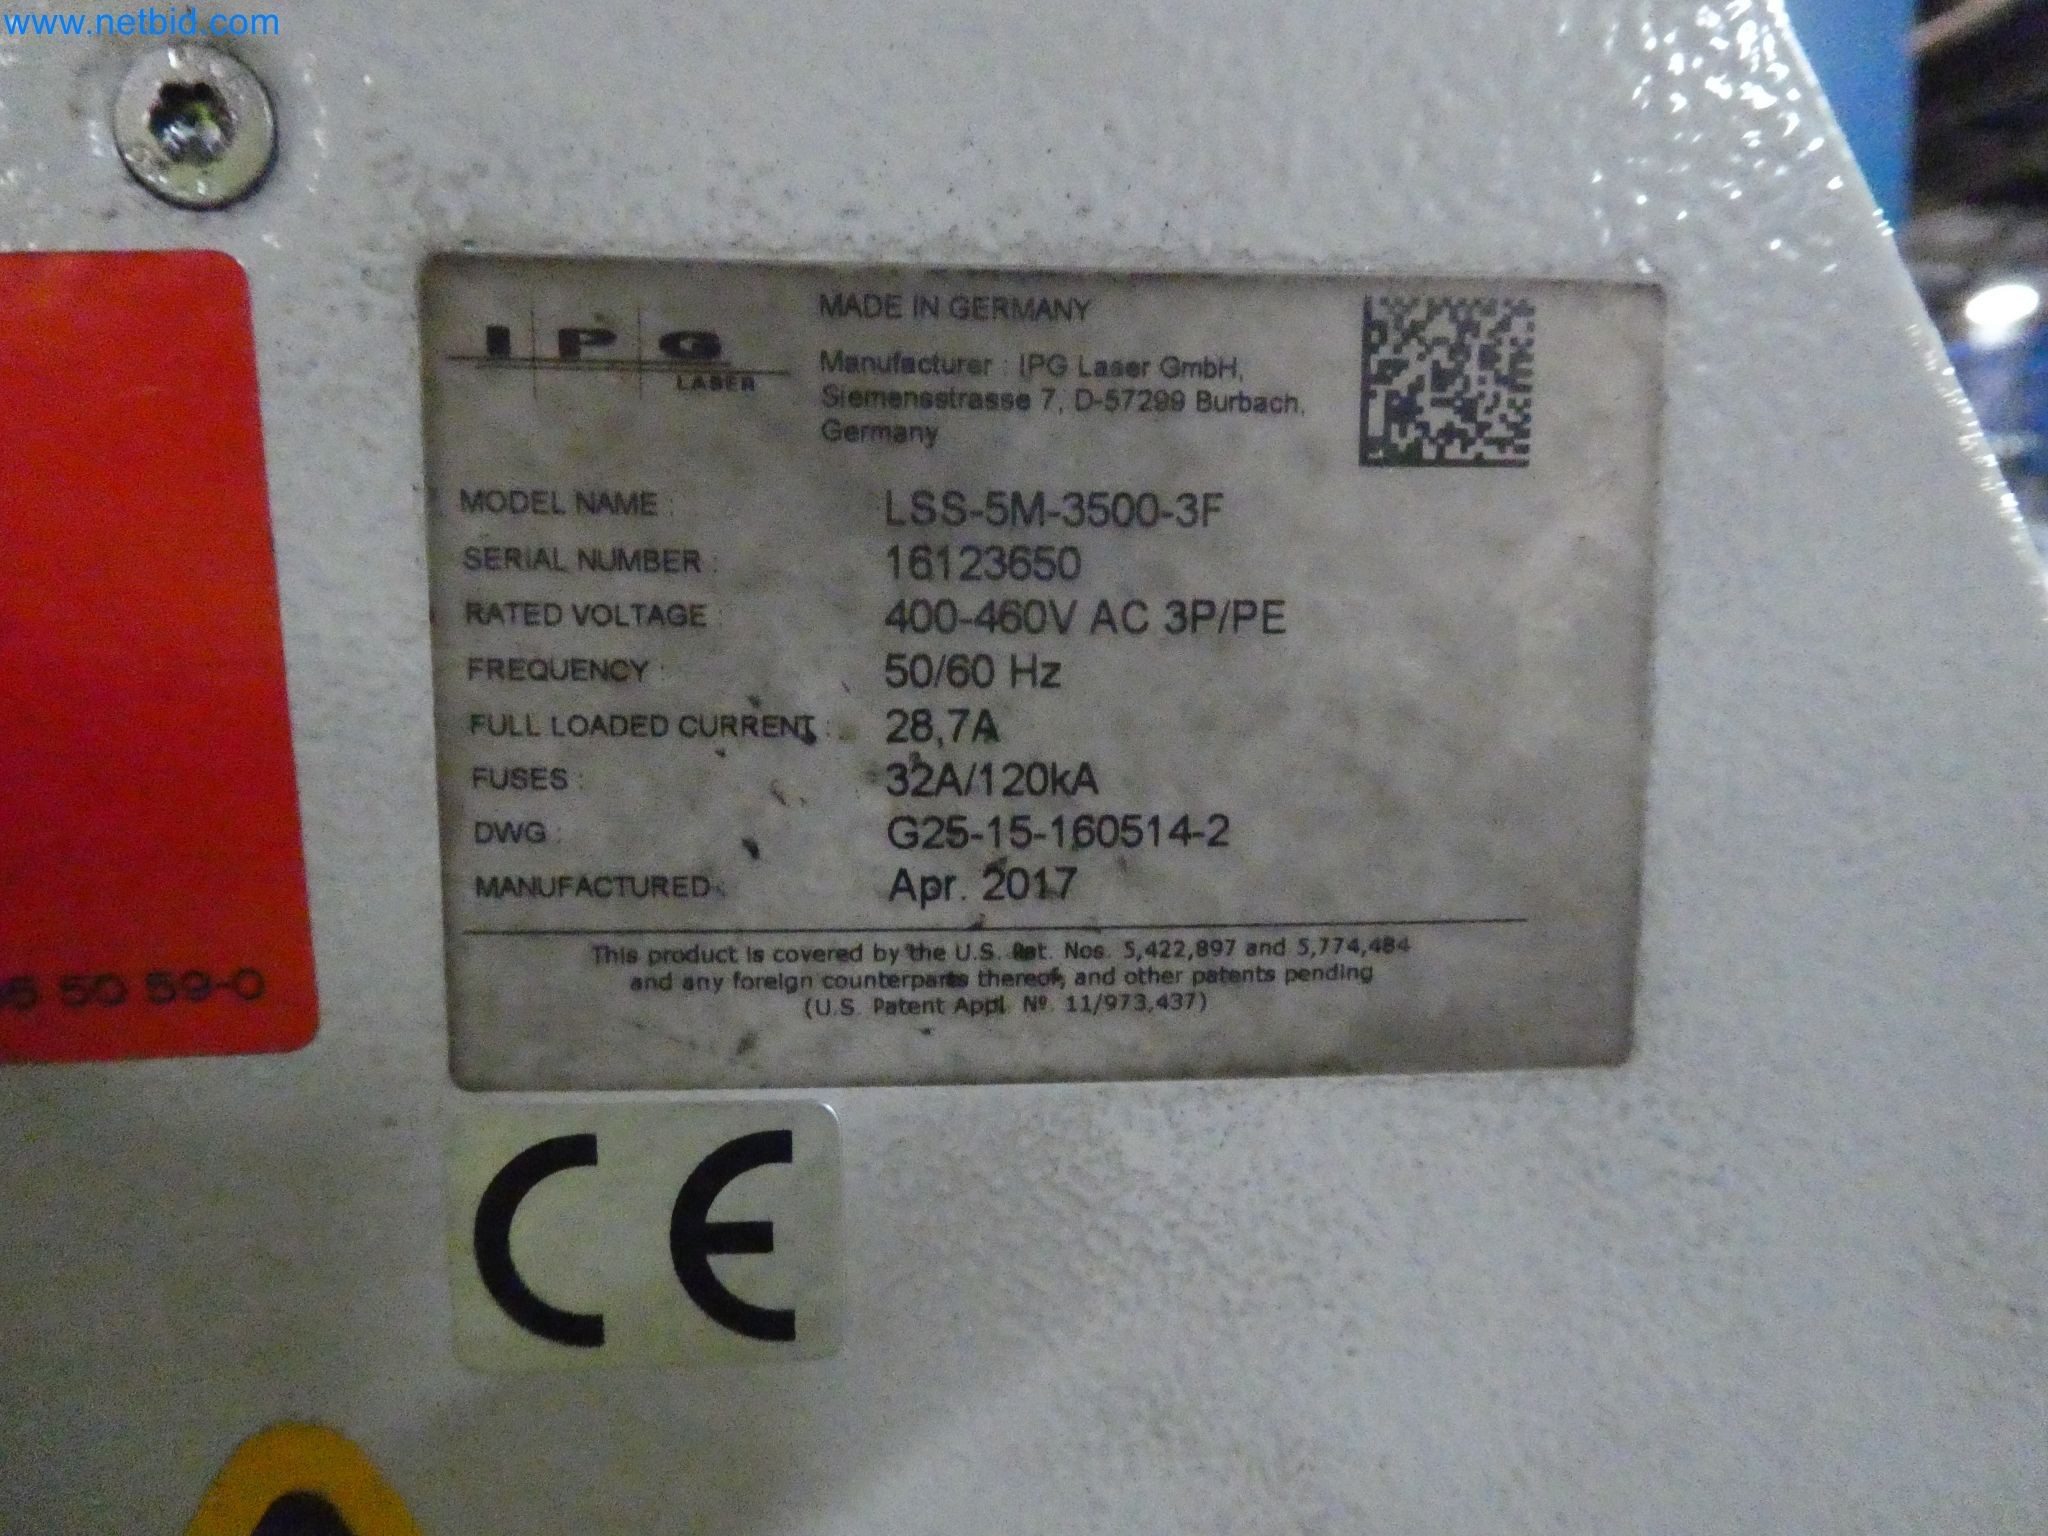 www.netbid.com
IPG
LASER
MADE IN GERMANY
Manufacturer : IPG Laser GmbH,
Siemensstrasse 7, D-57299 Burbach,
Germany
MODEL NAME : LSS-5M-3500-3F
SERIAL NUMBER : 16123650
RATED VOLTAGE : 400-460V AC 3P/PE
FREQUENCY : 50/60 Hz
FULL LOADED CURRENT : 28,7A
FUSES : 32A/120kA
DWG : G25-15-160514-2
MANUFACTURED : Apr. 2017
This product is covered by the U.S. Pat. Nos. 5,422,897 and 5,774,484
and any foreign counterparts thereof, and other patents pending
(U.S. Patent Appl. Nº. 11/973,437)
50 59-0
CE